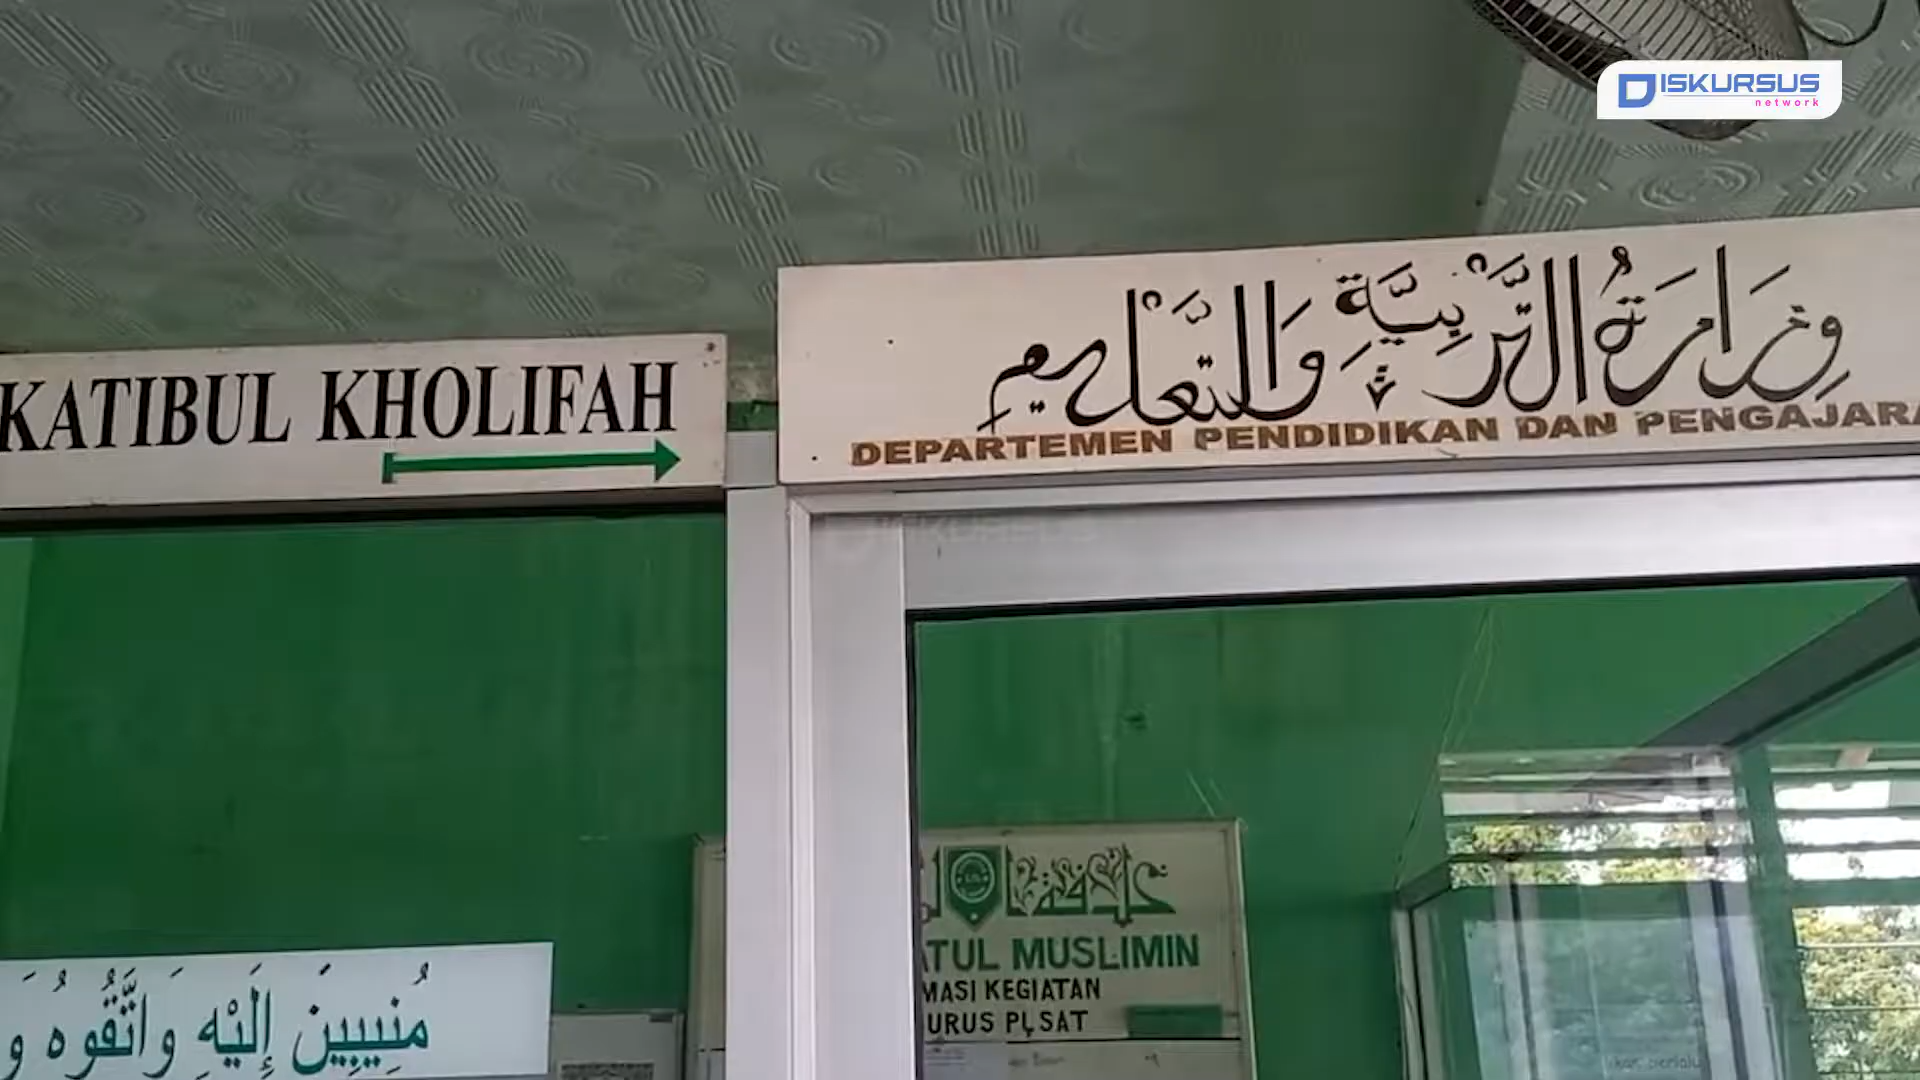 DISKURSUS
network
KATIBUL KHOLIFAH
وِزَارَةُ التَّرْبِيَّةِ وَالتَّعْلِيمِ
DEPARTEMEN PENDIDIKAN DAN PENGAJARA
TUL MUSLIMIN
MASI KEGIATAN
URUS PUSAT
مُنِيبِينَ إِلَيْهِ وَاتَّقُوهُ وَ